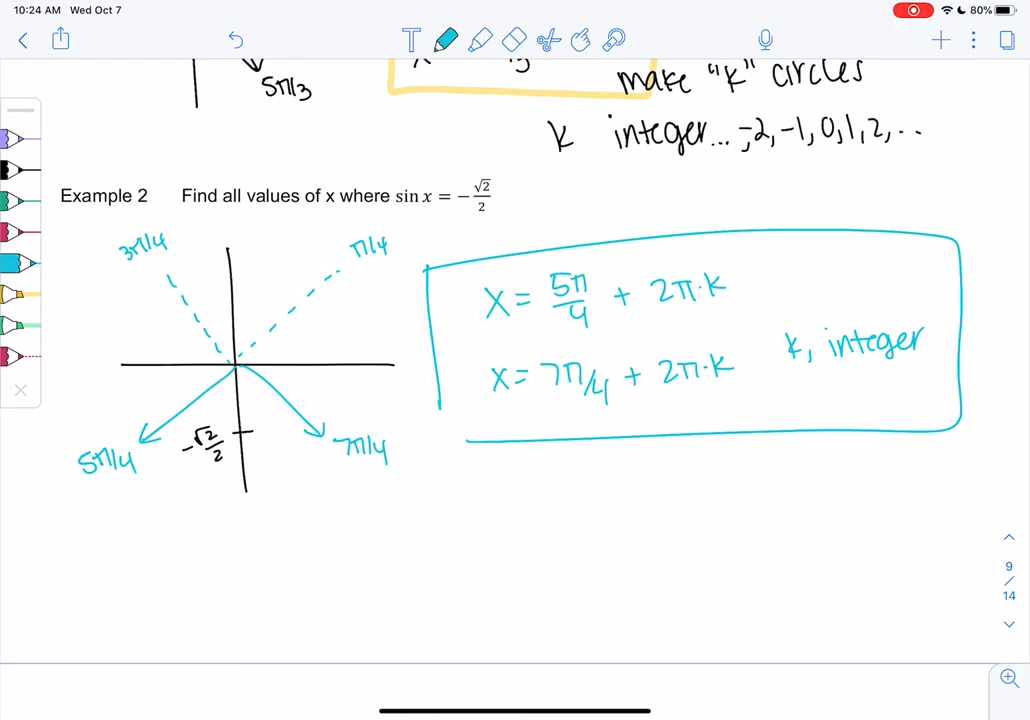 10:24 AM Wed Oct 7
80%
5π/3
make "k" circles
k integer... -2, -1, 0, 1, 2, ...
Example 2 Find all values of x where sin x = −√2/2
3π/4
π/4
x = 5π/4 + 2π·k
k, integer
x = 7π/4 + 2π·k
−√2/2
5π/4
7π/4
9
/
14